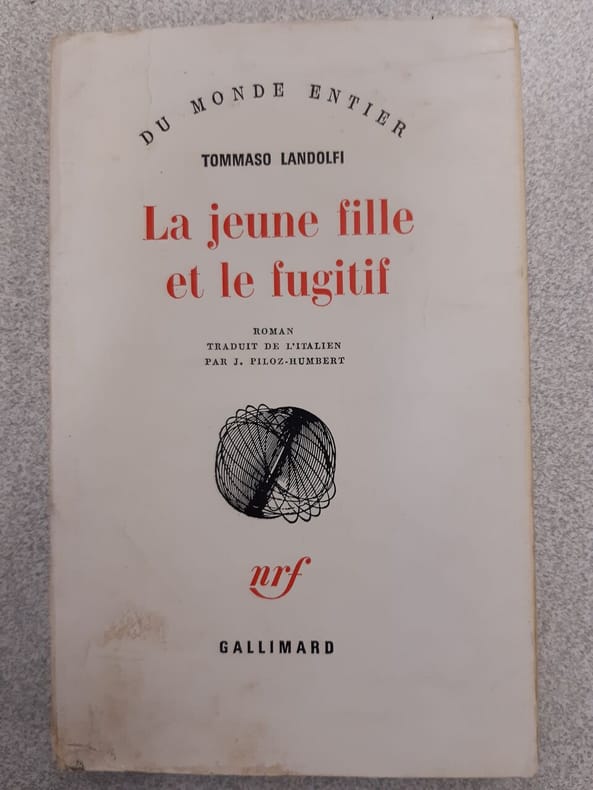 DU MONDE ENTIER
TOMMASO LANDOLFI
La jeune fille
et le fugitif
ROMAN
TRADUIT DE L'ITALIEN
PAR J. PILOZ-HUMBERT
nrf
GALLIMARD